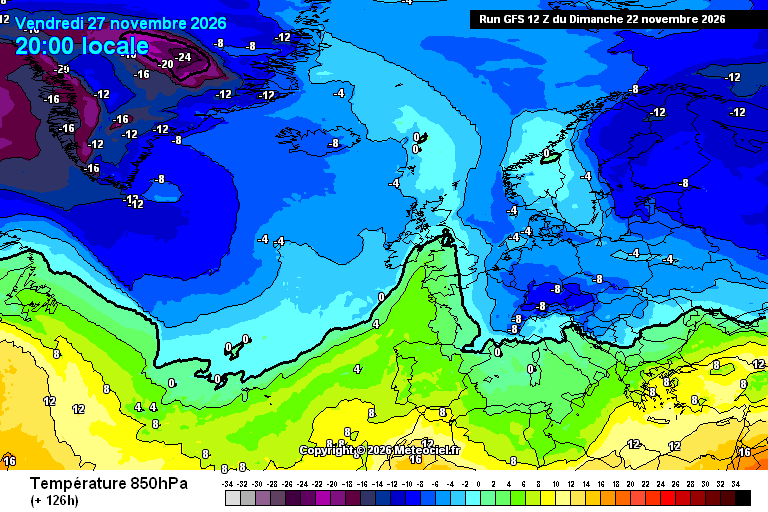 Vendredi 27 novembre 2026
20:00 locale
Run GFS 12 Z du Dimanche 22 novembre 2026
Copyright © 2026 Meteociel.fr
Température 850hPa
(+ 126h)
-34 -32 -30 -28 -26 -24 -22 -20 -18 -16 -14 -12 -10 -8 -6 -4 -2 0 2 4 6 8 10 12 14 16 18 20 22 24 26 28 30 32 34